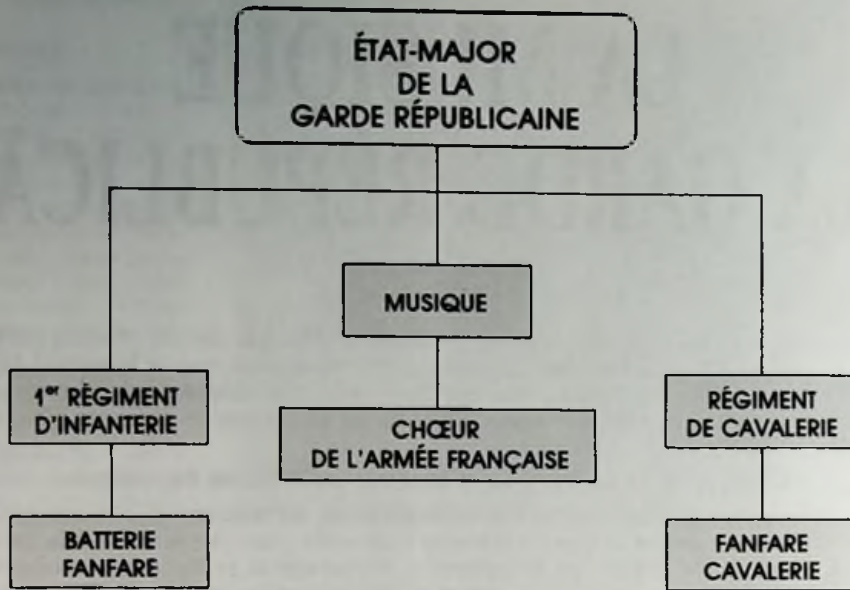 ÉTAT-MAJOR
DE LA
GARDE RÉPUBLICAINE
MUSIQUE
1er RÉGIMENT
D'INFANTERIE
CHŒUR
DE L'ARMÉE FRANÇAISE
RÉGIMENT
DE CAVALERIE
BATTERIE
FANFARE
FANFARE
CAVALERIE